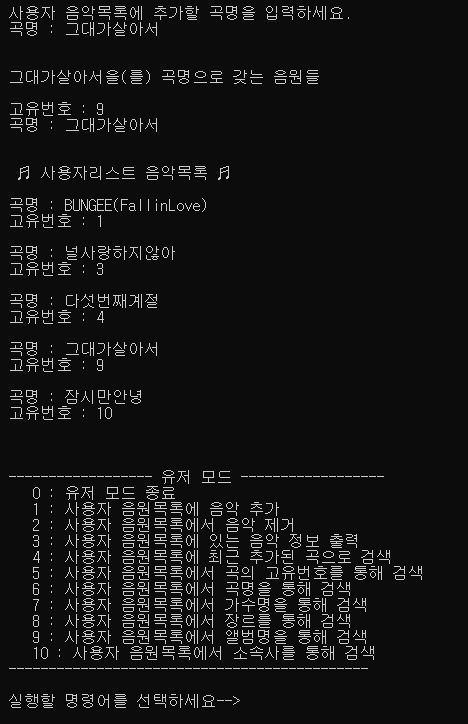 사용자 음악목록에 추가할 곡명을 입력하세요.
곡명 : 그대가살아서
그대가살아서을(를) 곡명으로 갖는 음원들
고유번호 : 9
곡명 : 그대가살아서
♬ 사용자리스트 음악목록 ♬
곡명 : BUNGEE(FallinLove)
고유번호 : 1
곡명 : 널사랑하지않아
고유번호 : 3
곡명 : 다섯번째계절
고유번호 : 4
곡명 : 그대가살아서
고유번호 : 9
곡명 : 잠시만안녕
고유번호 : 10
------------------ 유저 모드 ------------------
0 : 유저 모드 종료
1 : 사용자 음원목록에 음악 추가
2 : 사용자 음원목록에서 음악 제거
3 : 사용자 음원목록에 있는 음악 정보 출력
4 : 사용자 음원목록에 최근 추가된 곡으로 검색
5 : 사용자 음원목록에서 곡의 고유번호를 통해 검색
6 : 사용자 음원목록에서 곡명을 통해 검색
7 : 사용자 음원목록에서 가수명을 통해 검색
8 : 사용자 음원목록에서 장르를 통해 검색
9 : 사용자 음원목록에서 앨범명을 통해 검색
10 : 사용자 음원목록에서 소속사를 통해 검색
---------------------------------------------
실행할 명령어를 선택하세요-->